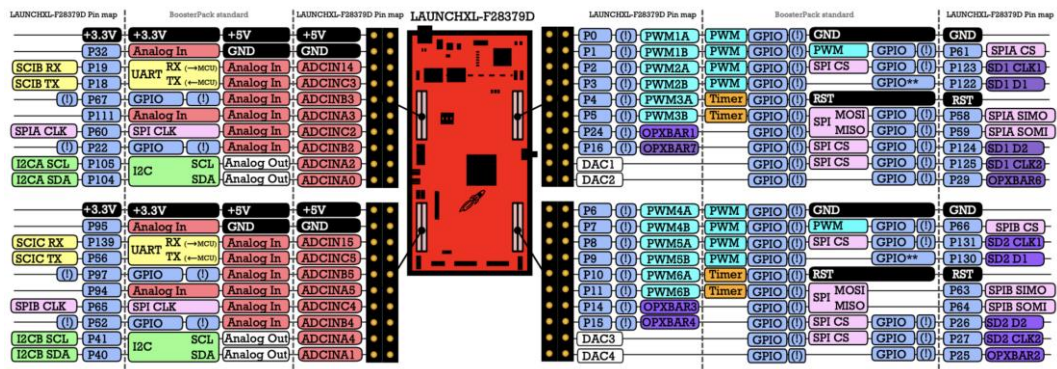 LAUNCHXL-F28379D Pin map BoosterPack standard LAUNCHXL-F28379D Pin map LAUNCHXL-F28379D LAUNCHXL-F28379D Pin map BoosterPack standard LAUNCHXL-F28379D Pin map
+3.3V +3.3V +5V +5V P0 (!) PWM1A PWM GPIO (!) GND GND
P32 Analog In GND GND P1 (!) PWM1B PWM GPIO (!) PWM GPIO (!) P61 SPIA CS
SCIB RX P19 UART RX (→MCU) Analog In ADCIN14 P2 (!) PWM2A PWM GPIO (!) SPI CS GPIO (!) P123 SD1 CLK1
SCIB TX P18 TX (←MCU) Analog In ADCINC3 P3 (!) PWM2B PWM GPIO (!) GPIO** P122 SD1 D1
(!) P67 GPIO (!) Analog In ADCINB3 P4 (!) PWM3A Timer GPIO (!) RST RST
P111 Analog In Analog In ADCINA3 P5 (!) PWM3B Timer GPIO (!) SPI MOSI GPIO (!) P58 SPIA SIMO
SPIA CLK P60 SPI CLK Analog In ADCINC2 P24 (!) OPXBAR1 GPIO (!) MISO GPIO (!) P59 SPIA SOMI
(!) P22 GPIO (!) Analog In ADCINB2 P16 (!) OPXBAR7 GPIO (!) SPI CS GPIO (!) P124 SD1 D2
I2CA SCL P105 I2C SCL Analog Out ADCINA2 DAC1 GPIO (!) SPI CS GPIO (!) P125 SD1 CLK2
I2CA SDA P104 SDA Analog Out ADCINA0 DAC2 GPIO (!) GPIO (!) P29 OPXBAR6
+3.3V +3.3V +5V +5V P6 (!) PWM4A PWM GPIO (!) GND GND
P95 Analog In GND GND P7 (!) PWM4B PWM GPIO (!) PWM GPIO (!) P66 SPIB CS
SCIC RX P139 UART RX (→MCU) Analog In ADCIN15 P8 (!) PWM5A PWM GPIO (!) SPI CS GPIO (!) P131 SD2 CLK1
SCIC TX P56 TX (←MCU) Analog In ADCINC5 P9 (!) PWM5B PWM GPIO (!) GPIO** P130 SD2 D1
(!) P97 GPIO (!) Analog In ADCINB5 P10 (!) PWM6A Timer GPIO (!) RST RST
P94 Analog In Analog In ADCINA5 P11 (!) PWM6B Timer GPIO (!) SPI MOSI GPIO (!) P63 SPIB SIMO
SPIB CLK P65 SPI CLK Analog In ADCINC4 P14 (!) OPXBAR3 GPIO (!) MISO GPIO (!) P64 SPIB SOMI
(!) P52 GPIO (!) Analog In ADCINB4 P15 (!) OPXBAR4 GPIO (!) SPI CS GPIO (!) P26 SD2 D2
I2CB SCL P41 I2C SCL Analog Out ADCINA4 DAC3 GPIO (!) SPI CS GPIO (!) P27 SD2 CLK2
I2CB SDA P40 SDA Analog Out ADCINA1 DAC4 GPIO (!) GPIO (!) P25 OPXBAR2